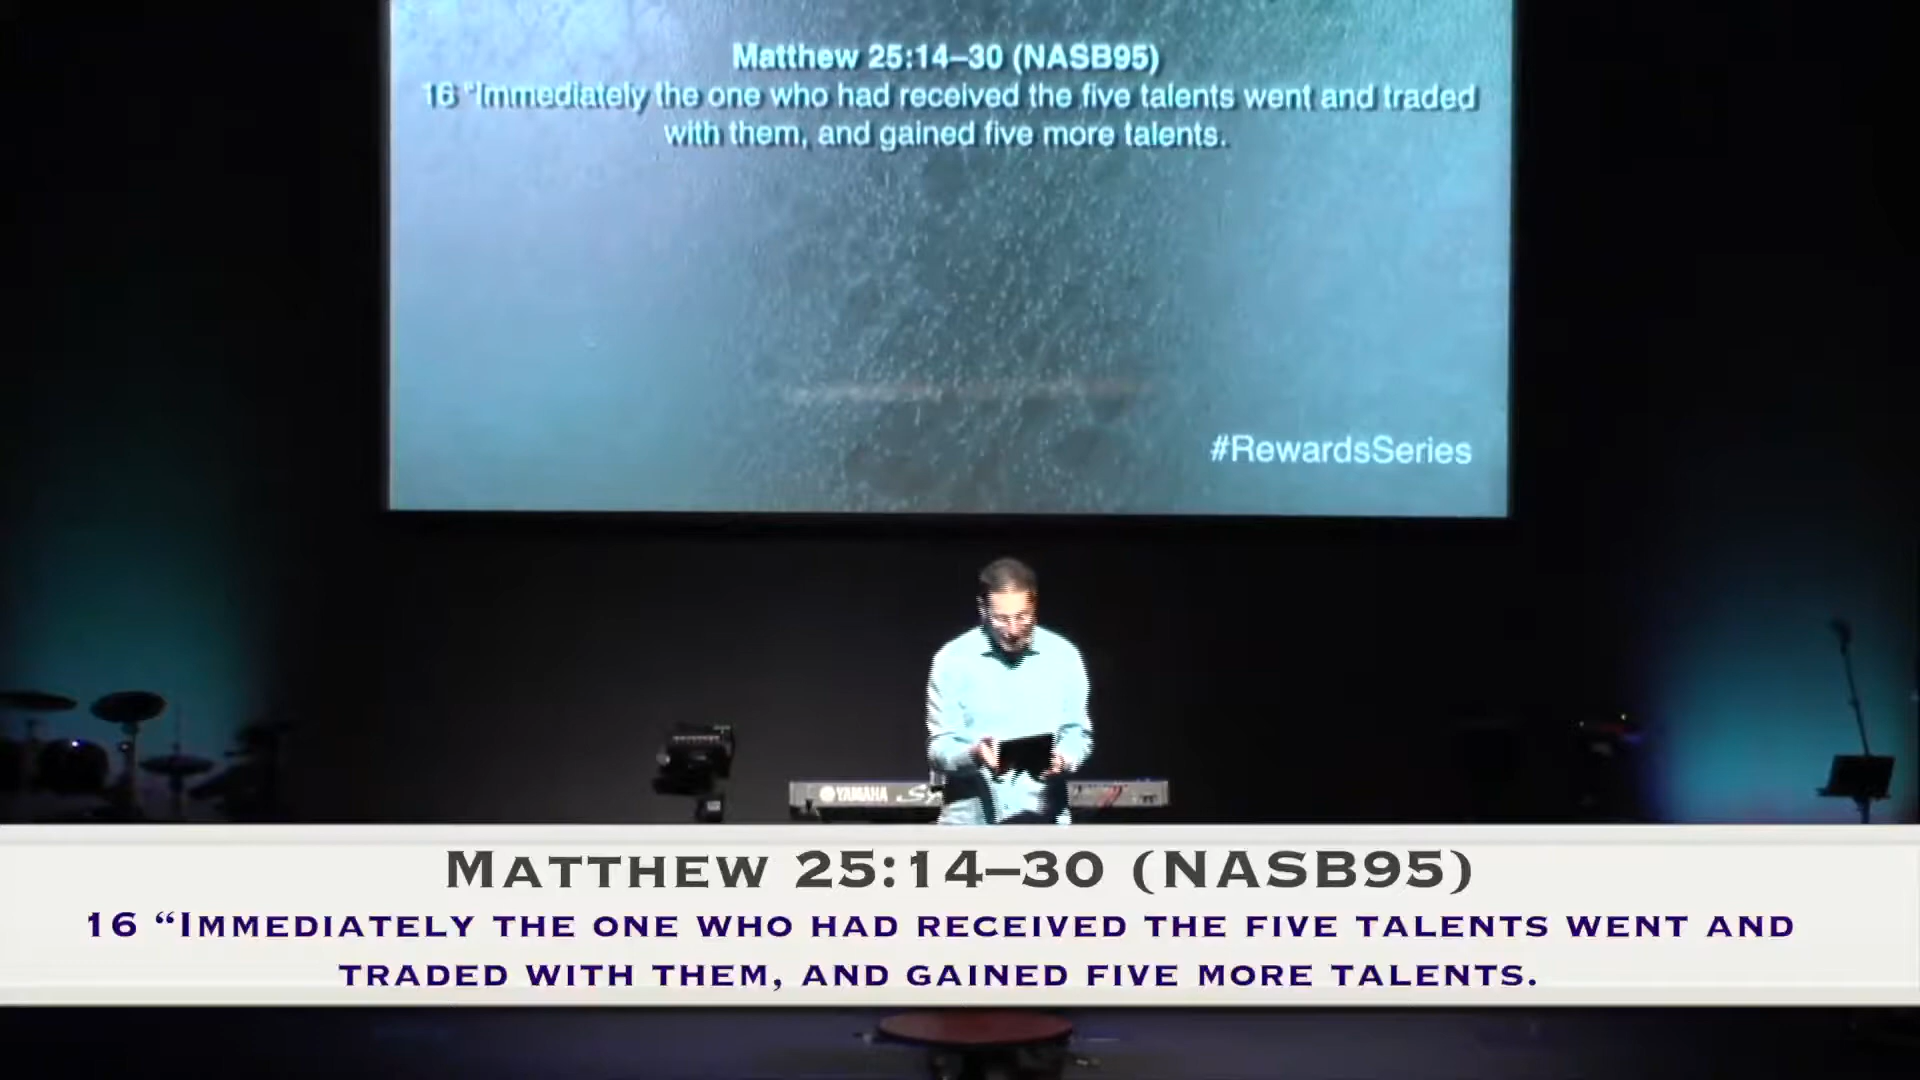 Matthew 25:14–30 (NASB95)
16 "Immediately the one who had received the five talents went and traded
with them, and gained five more talents.
#RewardsSeries
YAMAHA
MATTHEW 25:14–30 (NASB95)
16 “IMMEDIATELY THE ONE WHO HAD RECEIVED THE FIVE TALENTS WENT AND
TRADED WITH THEM, AND GAINED FIVE MORE TALENTS.